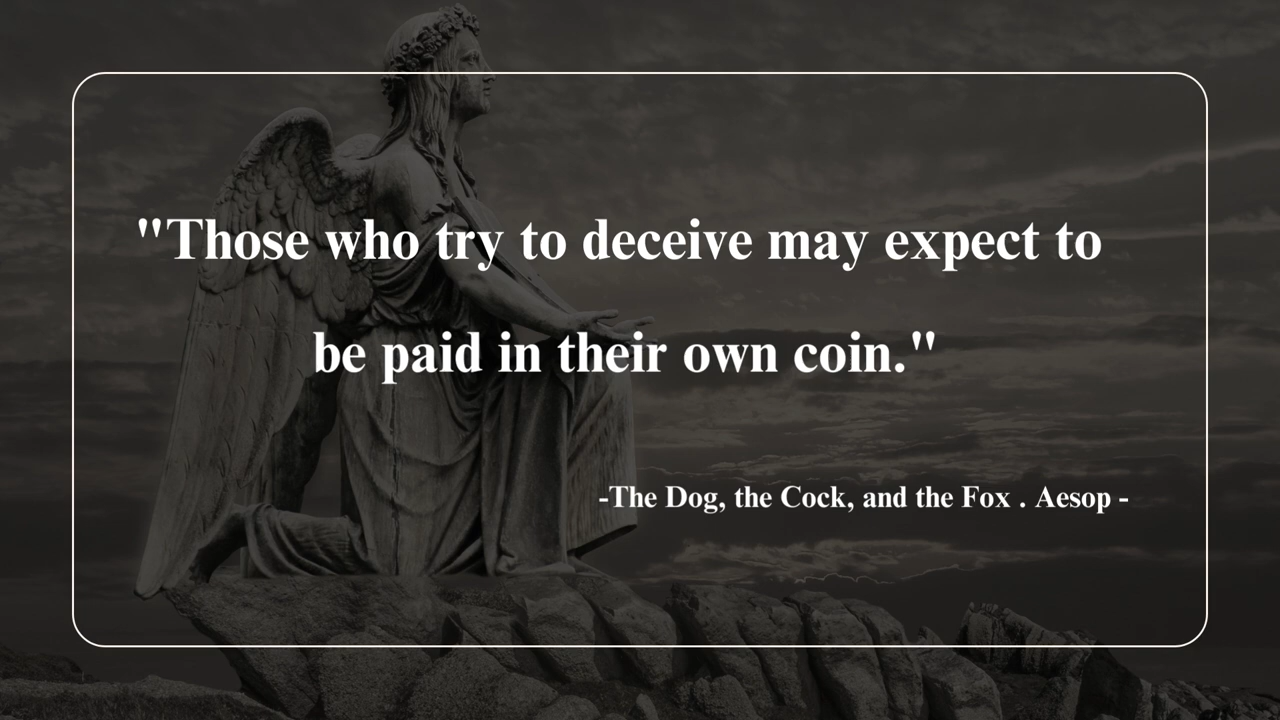 "Those who try to deceive may expect to
be paid in their own coin."
-The Dog, the Cock, and the Fox . Aesop -